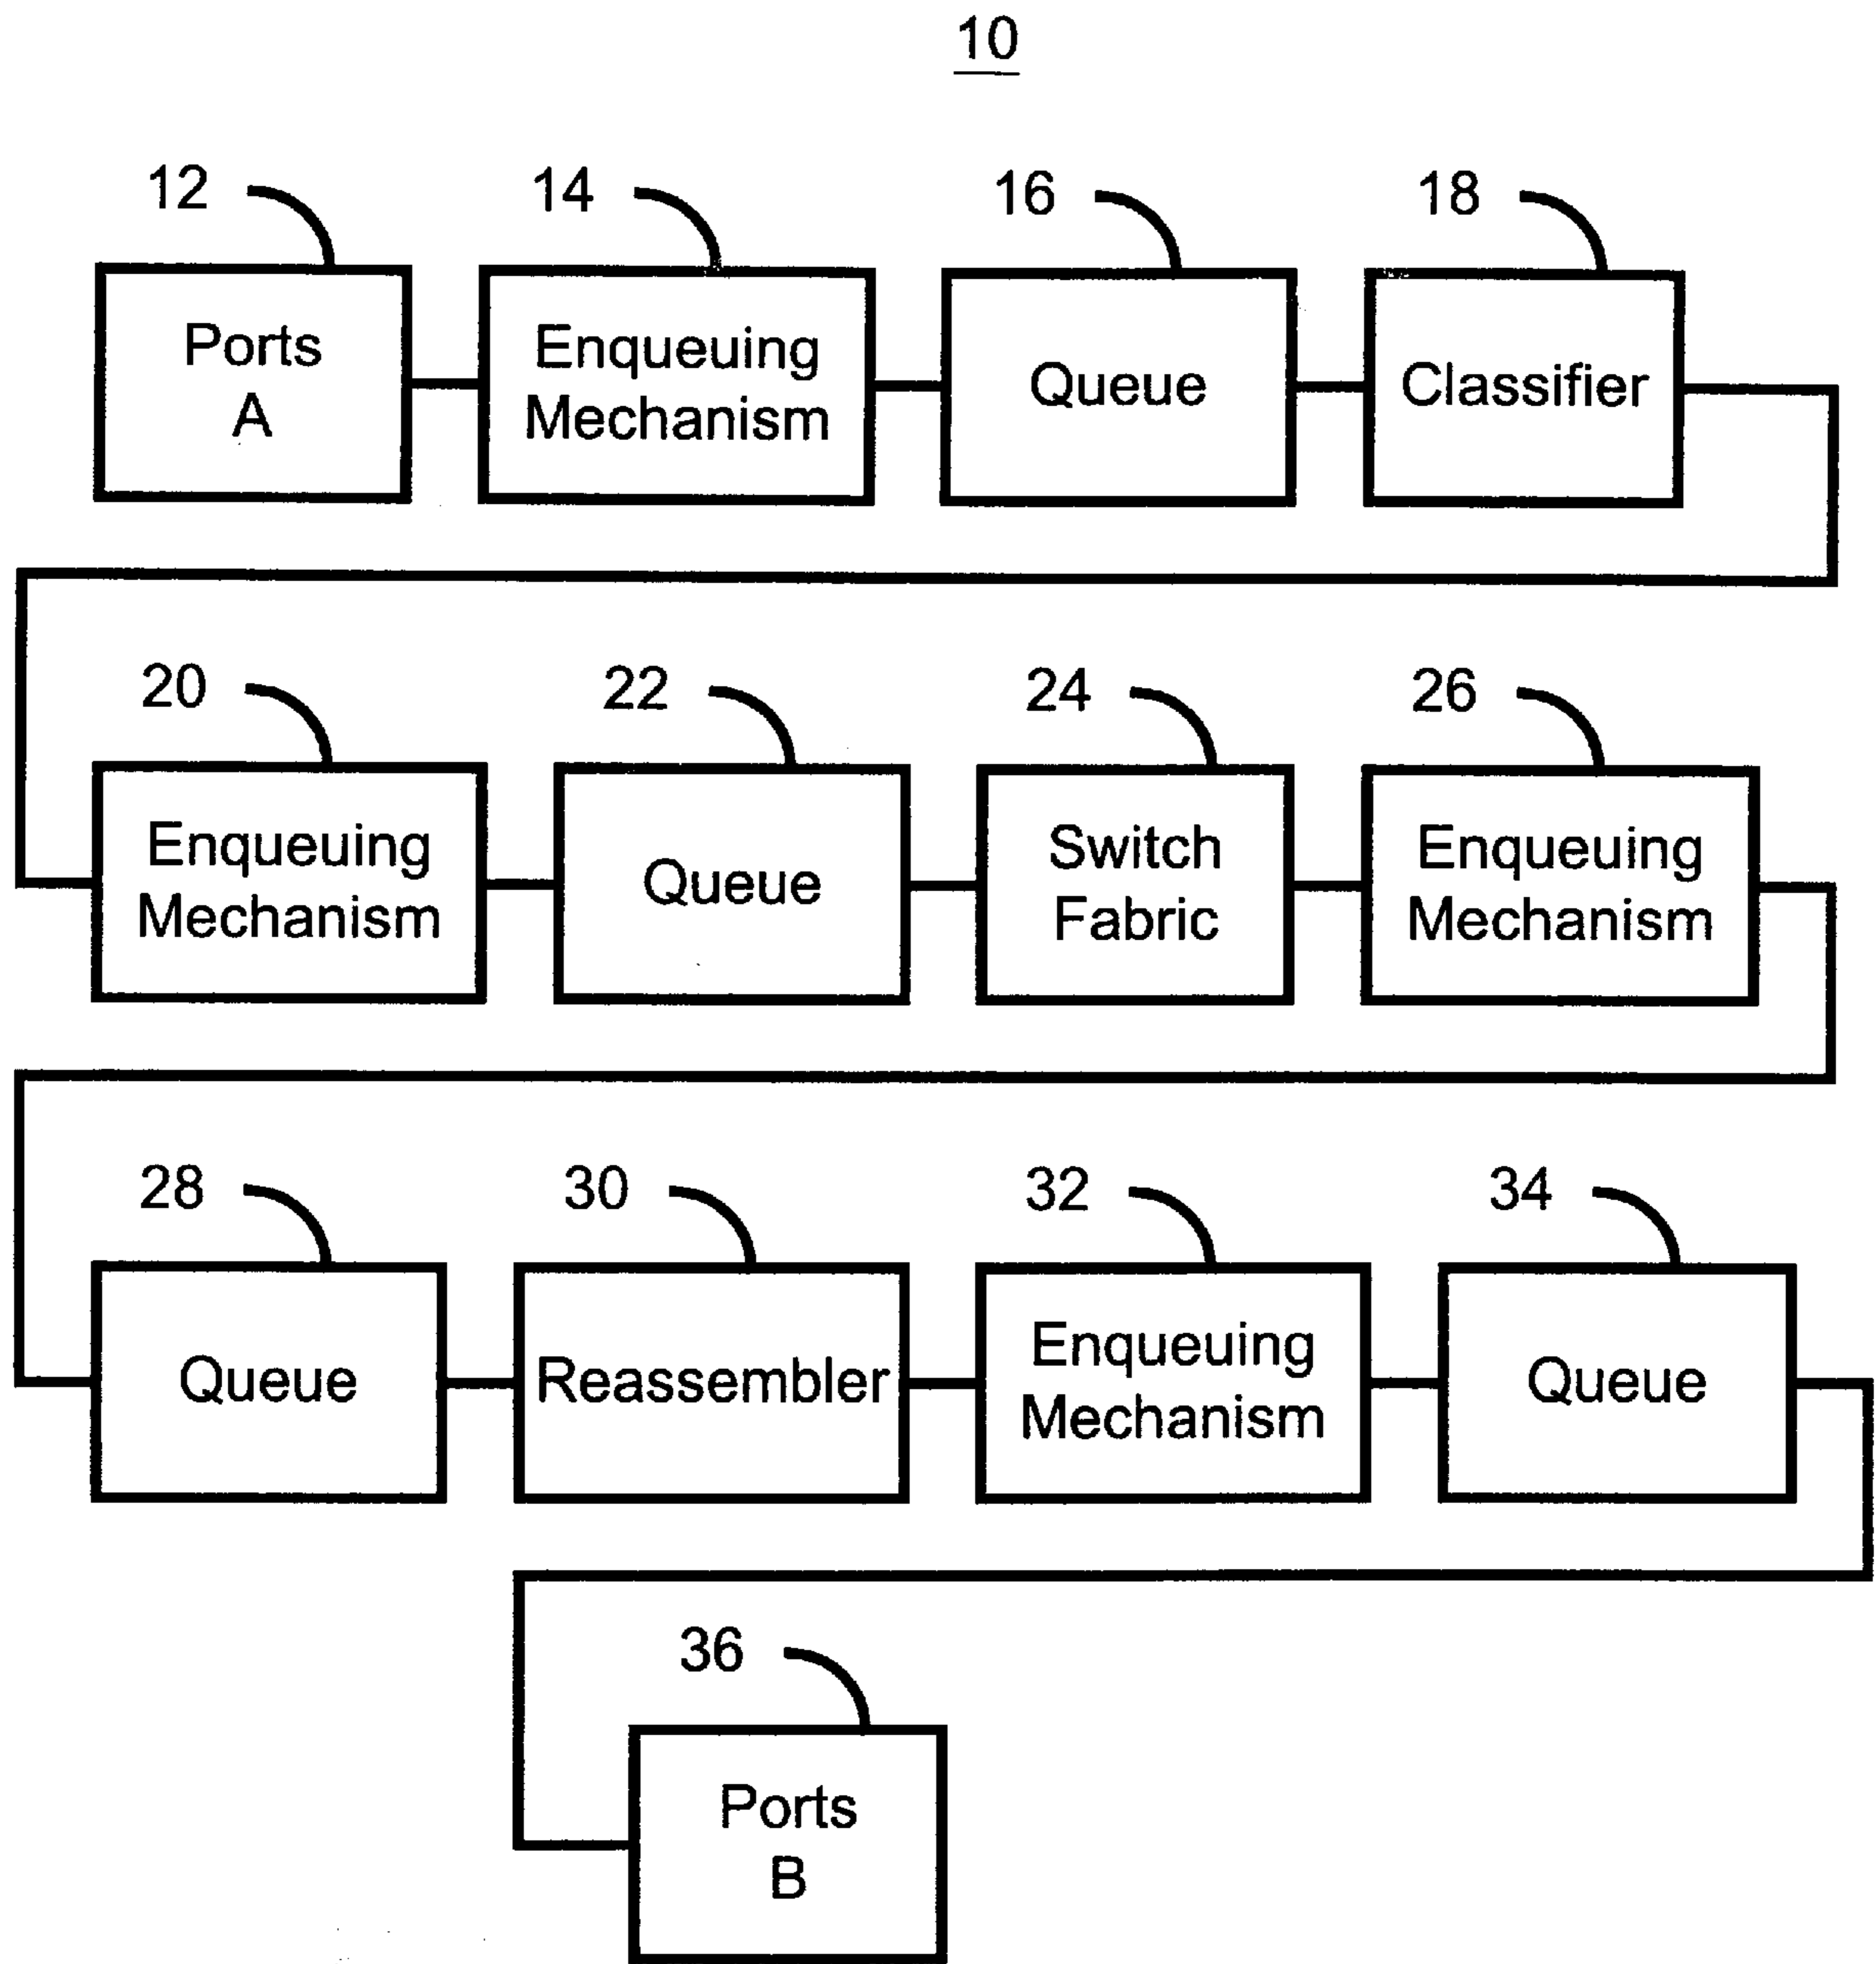 10
12
14
16
18
Ports
A
Enqueuing
Mechanism
Queue
Classifier
20
22
24
26
Enqueuing
Mechanism
Queue
Switch
Fabric
Enqueuing
Mechanism
28
30
32
34
Queue
Reassembler
Enqueuing
Mechanism
Queue
36
Ports
B